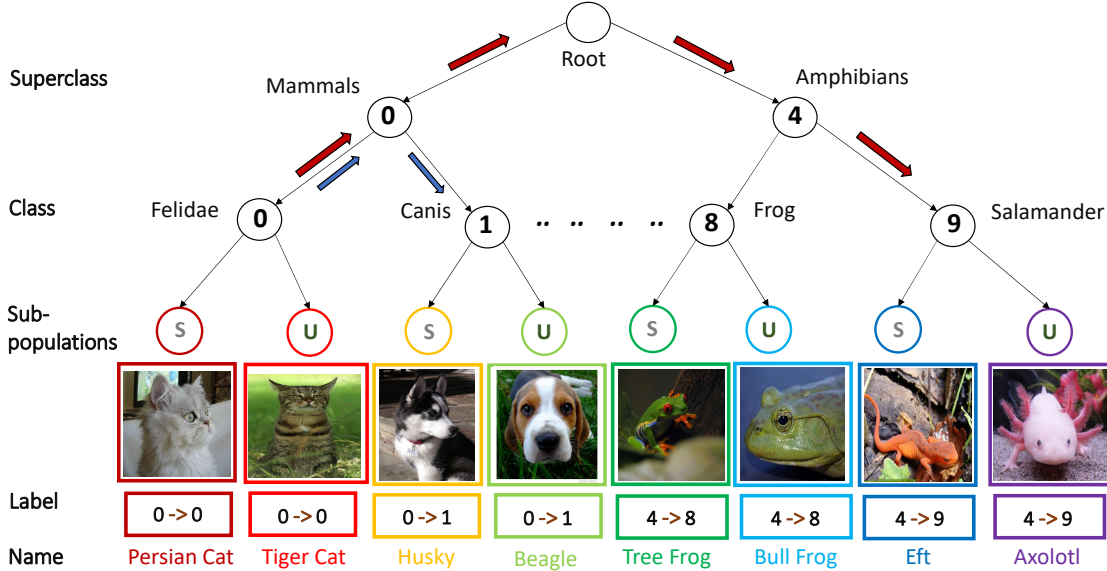 Root
Superclass
Mammals
Amphibians
0
4
Class
Felidae
Canis
Frog
Salamander
0
1
.. .. .. ..
8
9
Sub-
populations
S U S U S U S U
Label
0 -> 0 0 -> 0 0 -> 1 0 -> 1 4 -> 8 4 -> 8 4 -> 9 4 -> 9
Name Persian Cat Tiger Cat Husky Beagle Tree Frog Bull Frog Eft Axolotl